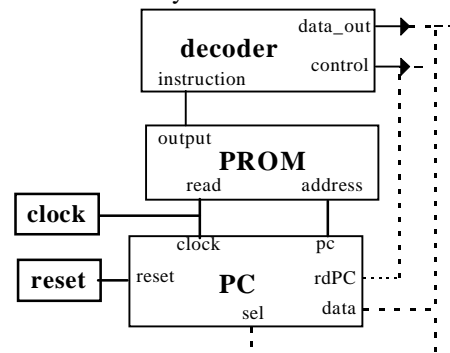 data_out
decoder
control
instruction
output
PROM
read address
clock
clock pc
reset
reset
PC
rdPC
data
sel